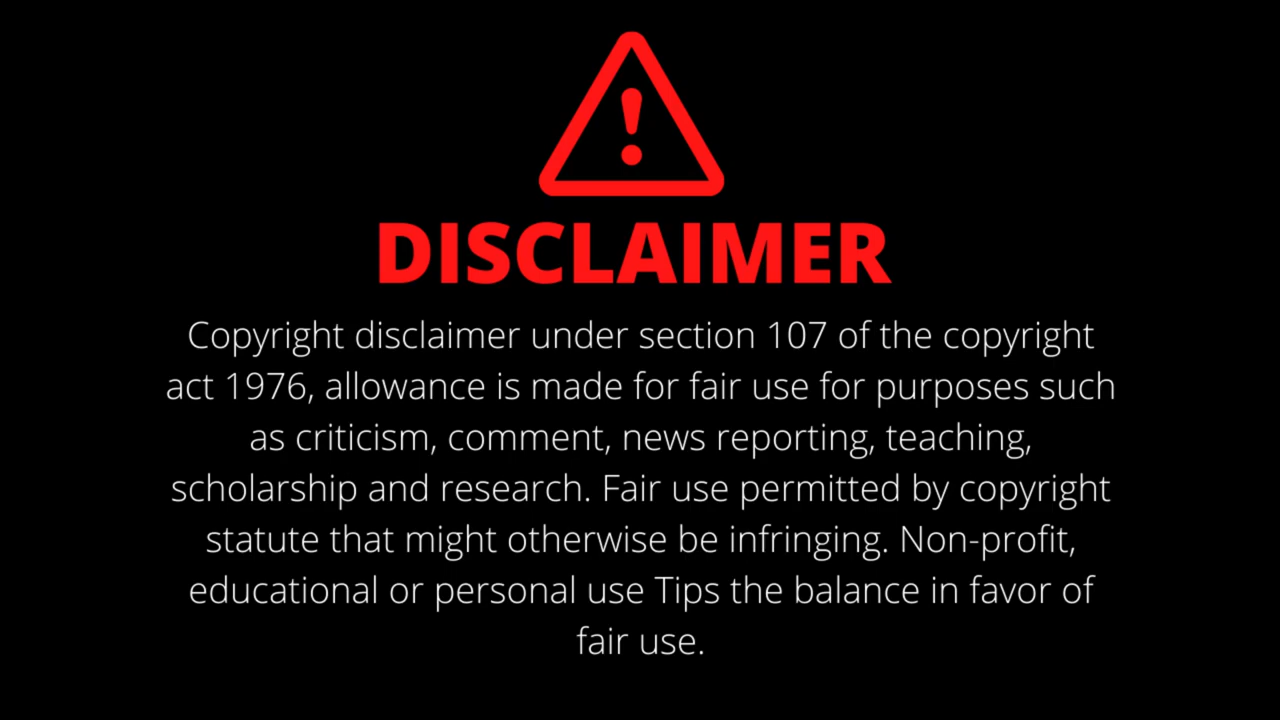 DISCLAIMER
Copyright disclaimer under section 107 of the copyright
act 1976, allowance is made for fair use for purposes such
as criticism, comment, news reporting, teaching,
scholarship and research. Fair use permitted by copyright
statute that might otherwise be infringing. Non-profit,
educational or personal use Tips the balance in favor of
fair use.